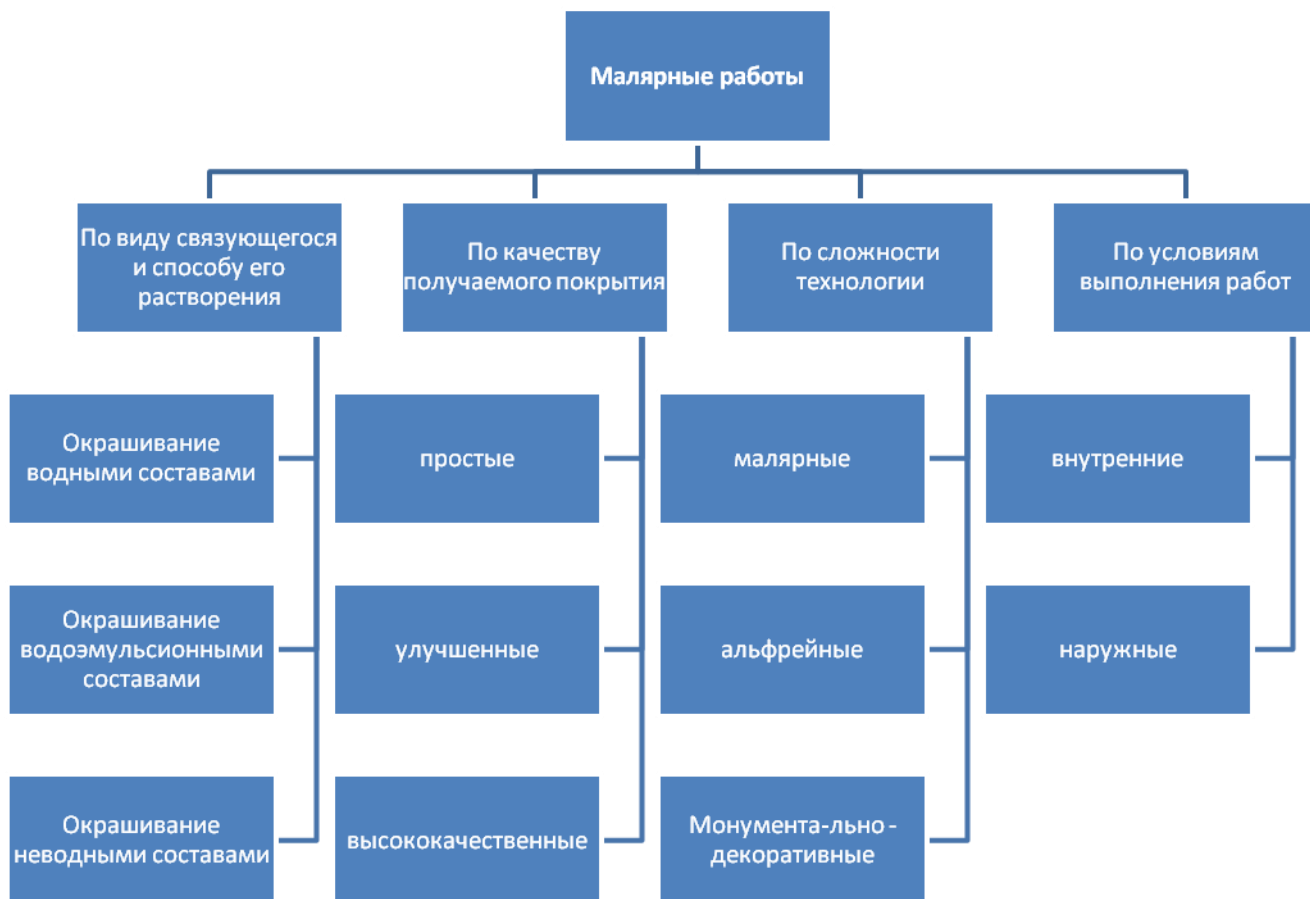 Малярные работы
По виду связующегося
и способу его
растворения
По качеству
получаемого покрытия
По сложности
технологии
По условиям
выполнения работ
Окрашивание
водными составами
простые
малярные
внутренние
Окрашивание
водоэмульсионными
составами
улучшенные
альфрейные
наружные
Окрашивание
неводными составами
высококачественные
Монумента-льно -
декоративные